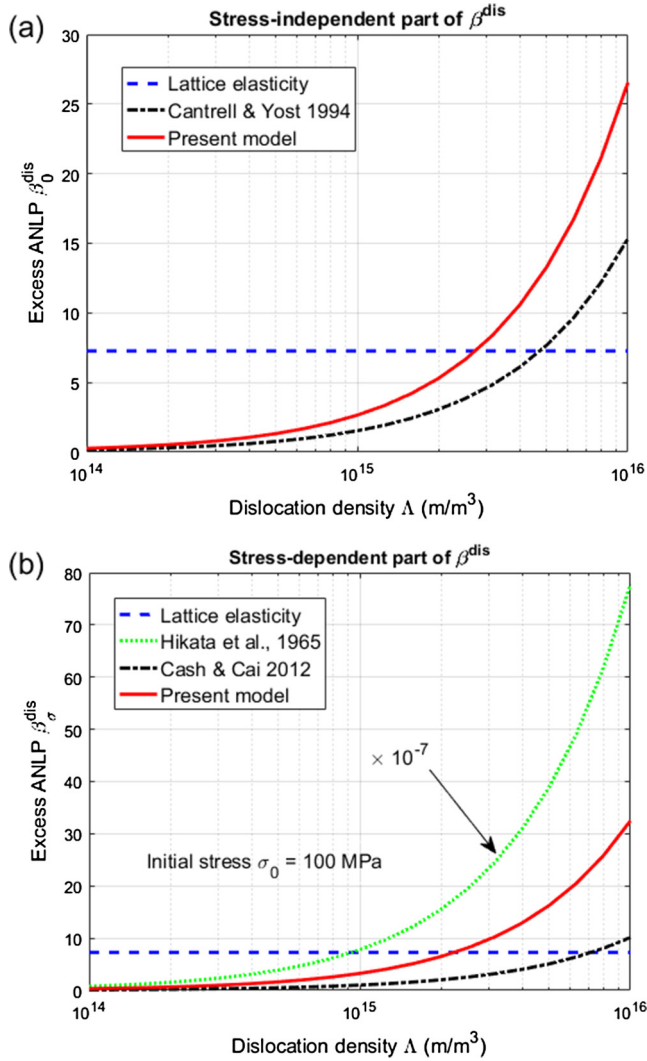 (a)
Stress-independent part of β^dis
30
25
20
15
10
5
0
Excess ANLP β_0^dis
Lattice elasticity
Cantrell & Yost 1994
Present model
10^14
10^15
10^16
Dislocation density Λ (m/m^3)
(b)
Stress-dependent part of β^dis
80
70
60
50
40
30
20
10
0
Excess ANLP β_σ^dis
Lattice elasticity
Hikata et al., 1965
Cash & Cai 2012
Present model
× 10^-7
Initial stress σ_0 = 100 MPa
10^14
10^15
10^16
Dislocation density Λ (m/m^3)